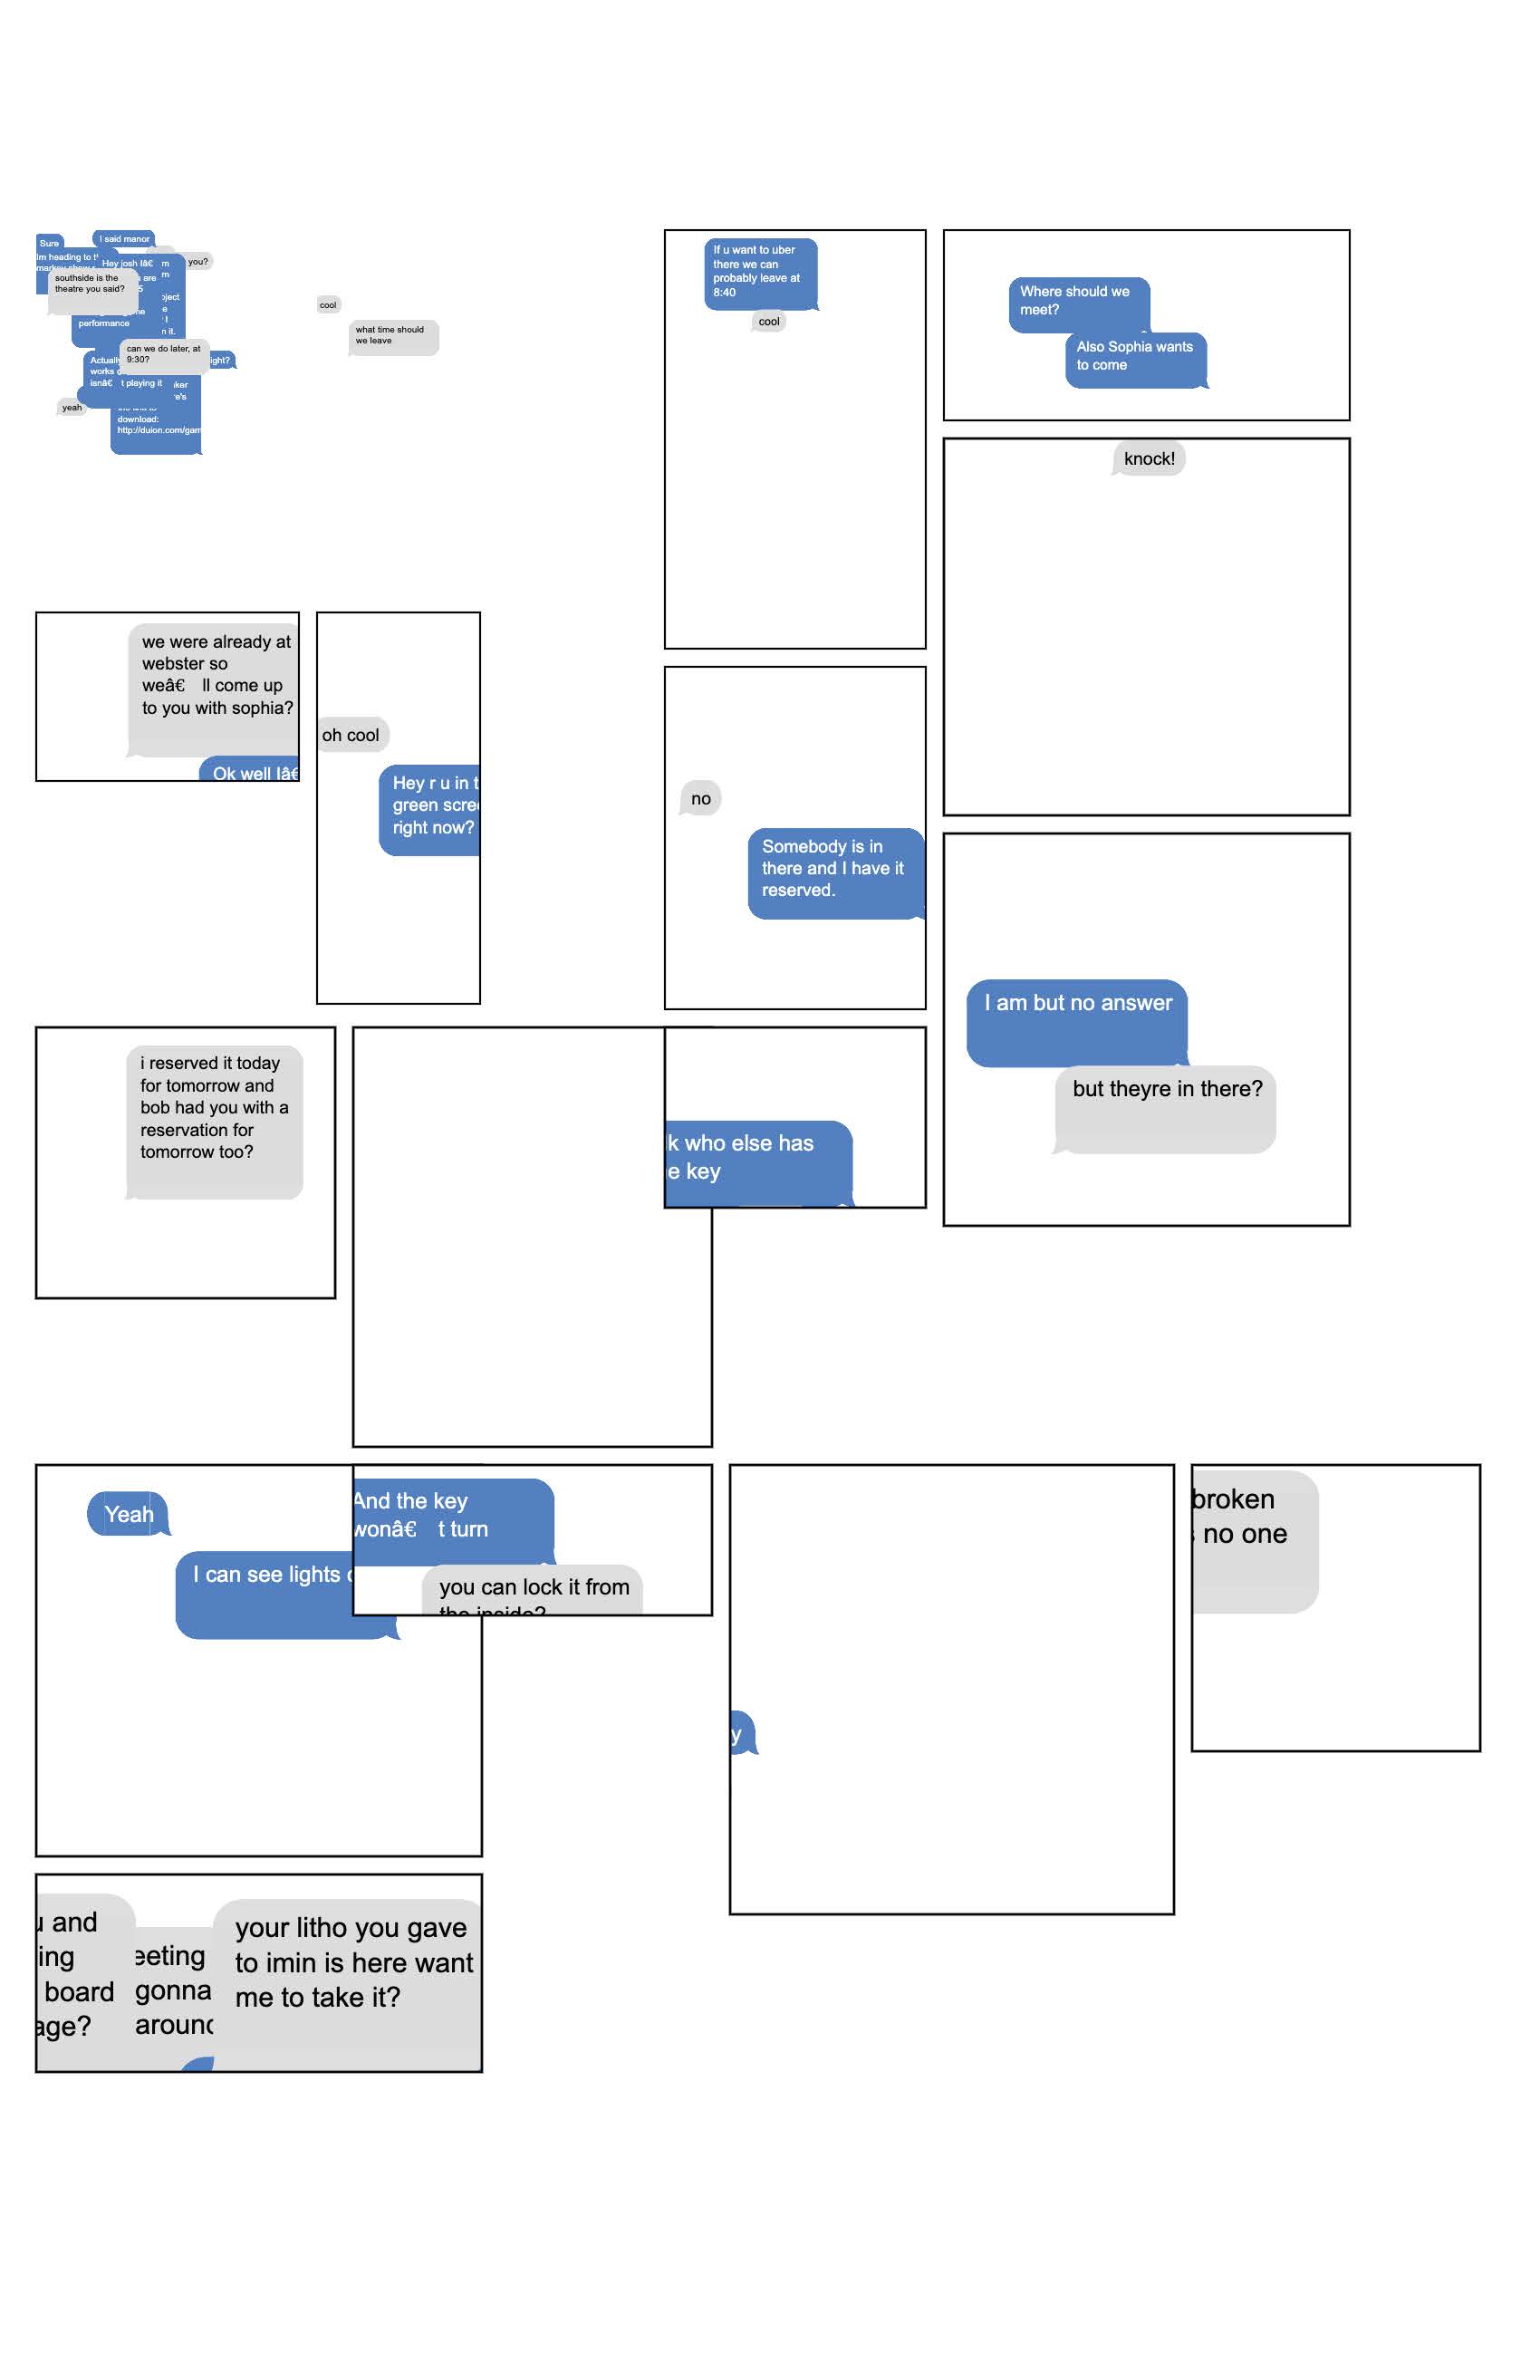 Sure
I said manor
Im heading to t
you?
Hey josh Iâ€
m
m
are
5
southside is the
theatre you said?
oject
e
I
n it.
performance
can we do later, at
9:30?
Actually
ight?
works
isnâ€ t playing it
ker
e's
yeah
download:
http://duion.com/gam
cool
what time should
we leave
If u want to uber
there we can
probably leave at
8:40
cool
Where should we
meet?
Also Sophia wants
to come
knock!
we were already at
webster so
weâ€ ll come up
to you with sophia?
Ok well Iâ€
oh cool
Hey r u in t
green scree
right now?
no
Somebody is in
there and I have it
reserved.
I am but no answer
but theyre in there?
i reserved it today
for tomorrow and
bob had you with a
reservation for
tomorrow too?
k who else has
e key
Yeah
I can see lights
And the key
wonâ€ t turn
you can lock it from
the inside?
y
broken
no one
u and
ing
board
age?
eeting
gonna
around
your litho you gave
to imin is here want
me to take it?